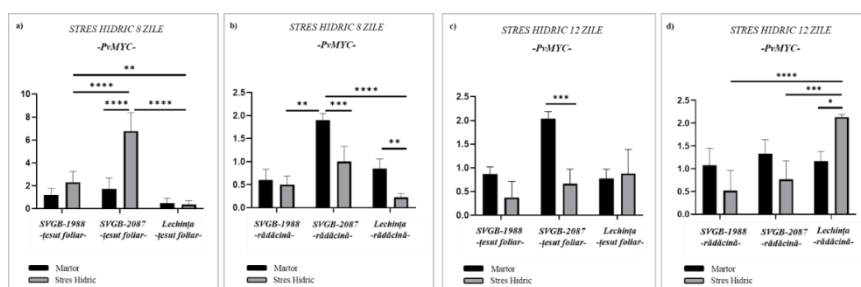 a)
STRES HIDRIC 8 ZILE
-PvMYC-
**
****
****
****
10
8
6
4
2
0
SVGB-1988
-țesut foliar-
SVGB-2087
-țesut foliar-
Lechința
-țesut foliar-
Martor
Stres Hidric
b)
STRES HIDRIC 8 ZILE
-PvMYC-
****
**
***
**
2.5
2.0
1.5
1.0
0.5
0.0
SVGB-1988
-rădăcină-
SVGB-2087
-rădăcină-
Lechința
-rădăcină-
Martor
Stres Hidric
c)
STRES HIDRIC 12 ZILE
-PvMYC-
***
2.5
2.0
1.5
1.0
0.5
0.0
SVGB-1988
-țesut foliar-
SVGB-2087
-țesut foliar-
Lechința
-țesut foliar-
Martor
Stres Hidric
d)
STRES HIDRIC 12 ZILE
-PvMYC-
****
***
*
2.5
2.0
1.5
1.0
0.5
0.0
SVGB-1988
-rădăcină-
SVGB-2087
-rădăcină-
Lechința
-rădăcină-
Martor
Stres Hidric